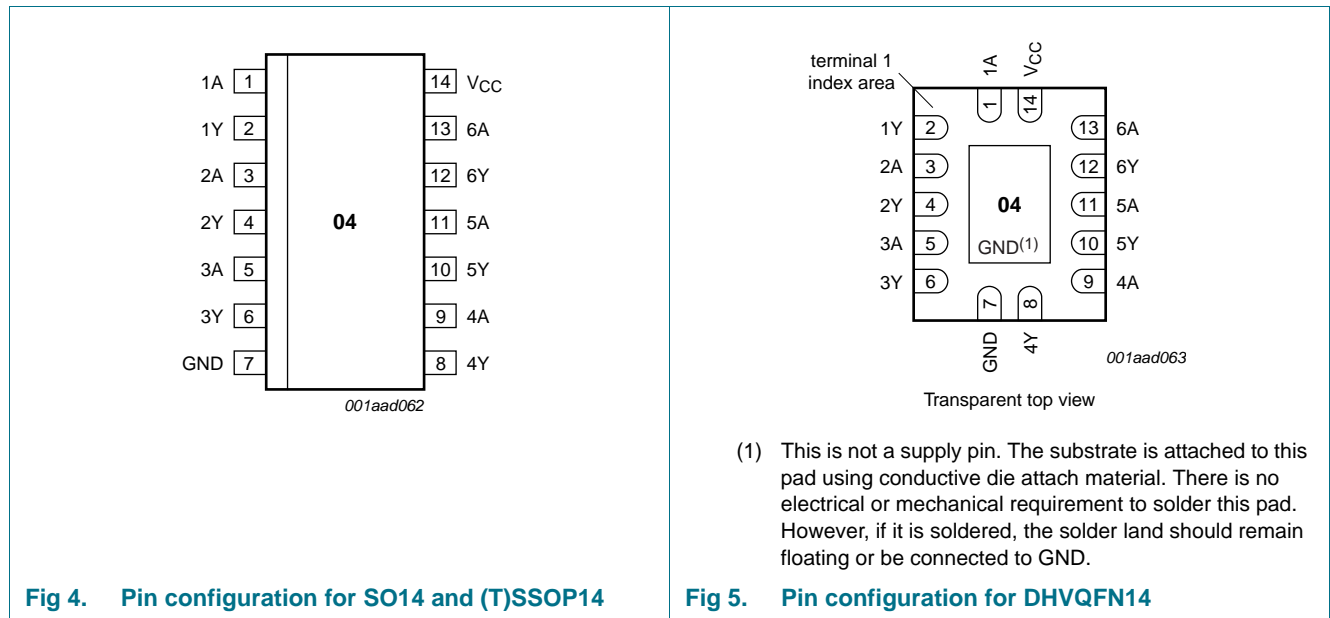 1A 1 14 VCC
1Y 2 13 6A
2A 3 12 6Y
2Y 4 04 11 5A
3A 5 10 5Y
3Y 6 9 4A
GND 7 8 4Y
001aad062
Fig 4. Pin configuration for SO14 and (T)SSOP14
terminal 1
index area
1A VCC
1 14
1Y 2 13 6A
2A 3 12 6Y
2Y 4 04 11 5A
3A 5 GND(1) 10 5Y
3Y 6 9 4A
7 8
GND 4Y
001aad063
Transparent top view
(1) This is not a supply pin. The substrate is attached to this
pad using conductive die attach material. There is no
electrical or mechanical requirement to solder this pad.
However, if it is soldered, the solder land should remain
floating or be connected to GND.
Fig 5. Pin configuration for DHVQFN14